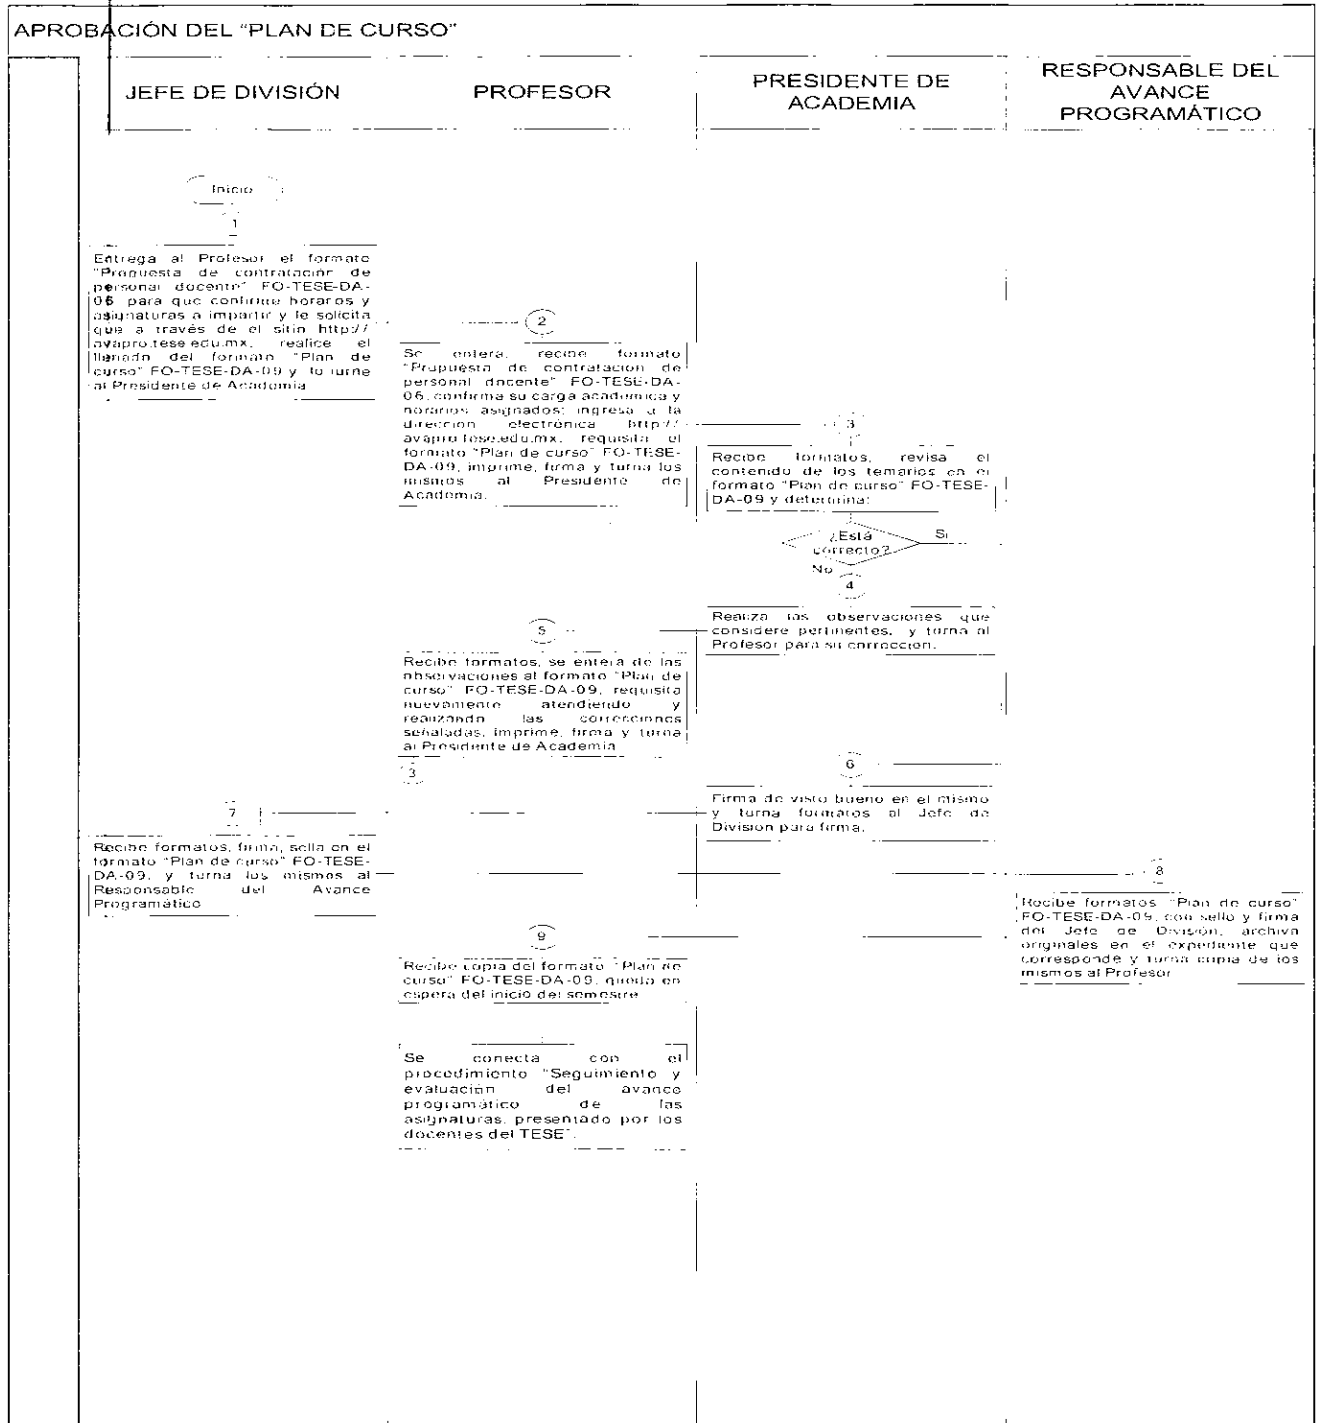 APROBACIÓN DEL "PLAN DE CURSO"
JEFE DE DIVISIÓN
PROFESOR
PRESIDENTE DE
ACADEMIA
RESPONSABLE DEL
AVANCE
PROGRAMÁTICO
Inicio
1
Entrega al Profesor el formato
"Propuesta de contratación de
personal docente" FO-TESE-DA-
06 para que confirme horarios y
asignaturas a impartir y le solicita
que a través de el sitio http://
avapro.tese.edu.mx, realice el
llenado del formato "Plan de
curso" FO-TESE-DA-09 y lo turne
al Presidente de Academia
2
Se entera, recibe formato
"Propuesta de contratación de
personal docente" FO-TESE-DA-
06, confirma su carga académica y
horarios asignados; ingresa a la
dirección electrónica http://
avapro.tese.edu.mx, requisita el
formato "Plan de curso" FO-TESE-
DA-09, imprime, firma y turna los
mismos al Presidente de
Academia.
3
Recibe formatos, revisa el
contenido de los temarios en el
formato "Plan de curso" FO-TESE-
DA-09 y determina:
¿Está
correcto?
Si
No
4
Realiza las observaciones que
considere pertinentes, y turna al
Profesor para su corrección.
5
Recibe formatos, se entera de las
observaciones al formato "Plan de
curso" FO-TESE-DA-09, requisita
nuevamente atendiendo y
realizando las correcciones
señaladas, imprime, firma y turna
al Presidente de Academia
3
6
Firma de visto bueno en el mismo
y turna formatos al Jefe de
División para firma.
7
Recibe formatos, firma, sella en el
formato "Plan de curso" FO-TESE-
DA-09, y turna los mismos al
Responsable del Avance
Programático
8
Recibe formatos "Plan de curso"
FO-TESE-DA-09, con sello y firma
del Jefe de División, archiva
originales en el expediente que
corresponde y turna copia de los
mismos al Profesor
9
Recibe copia del formato "Plan de
curso" FO-TESE-DA-09, queda en
espera del inicio del semestre
Se conecta con el
procedimiento "Seguimiento y
evaluación del avance
programático de las
asignaturas, presentado por los
docentes del TESE".